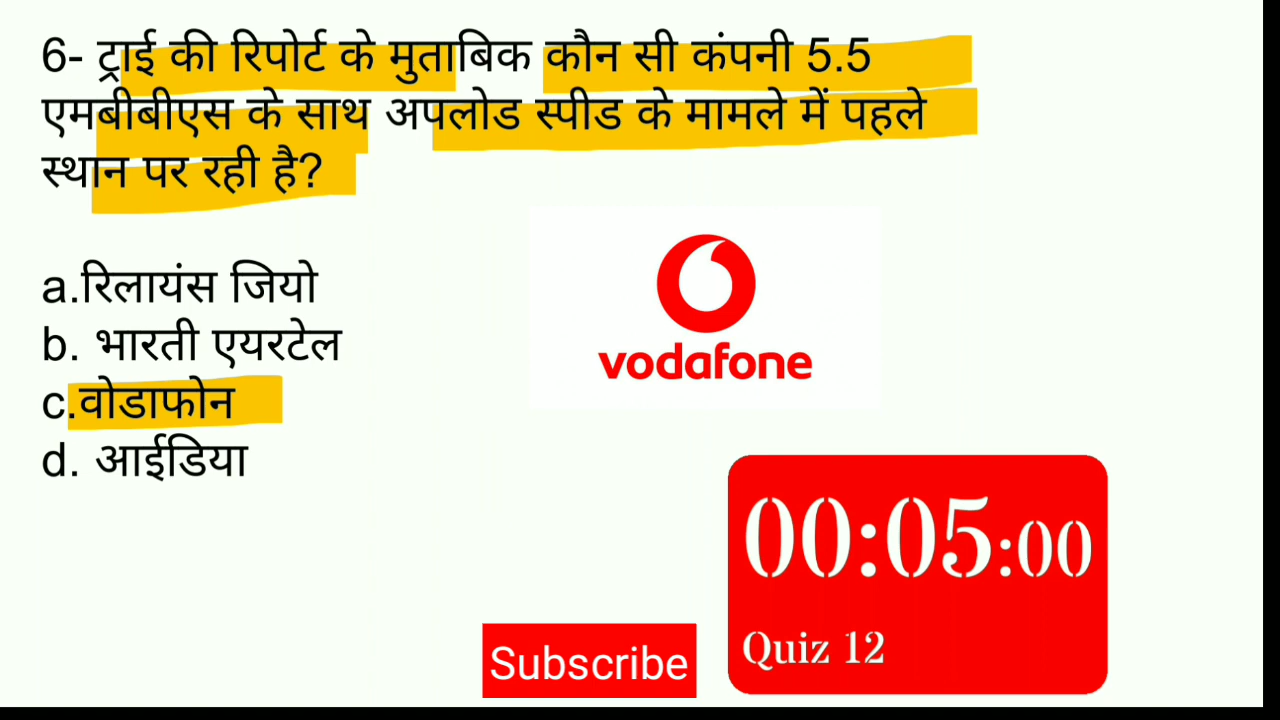 6- ट्राई की रिपोर्ट के मुताबिक कौन सी कंपनी 5.5
एमबीबीएस के साथ अपलोड स्पीड के मामले में पहले
स्थान पर रही है?
a.रिलायंस जियो
b. भारती एयरटेल
c.वोडाफोन
d. आईडिया
vodafone
00:05:00
Quiz 12
Subscribe